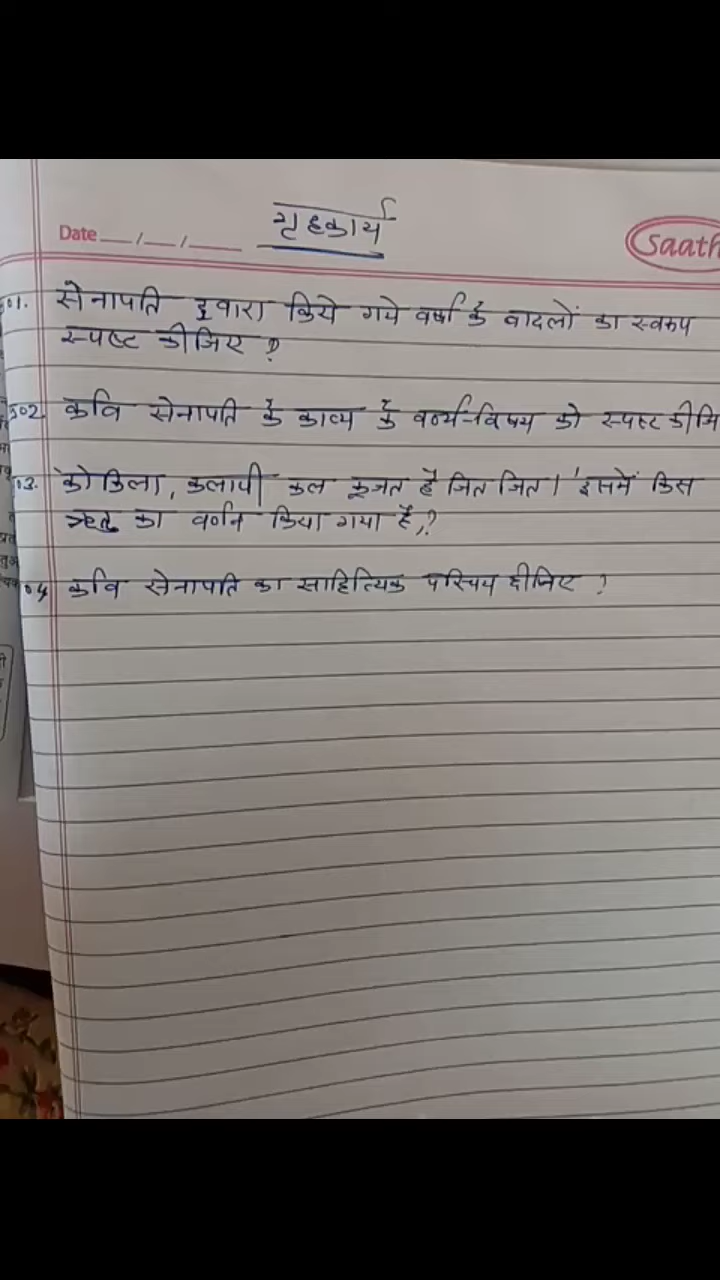 Date __/__/____ गृहकार्य Saath
01. सेनापति द्वारा किये गये वर्षा के बादलों का स्वरूप
स्पष्ट कीजिए ?
02 कवि सेनापति के काव्य के वर्ण्य-विषय को स्पष्ट कीजि
03. कोकिला, कलापी कल कूजत है जित जित।' इसमें किस
ऋतु का वर्णन किया गया है,?
04 कवि सेनापति का साहित्यिक परिचय दीजिए ?